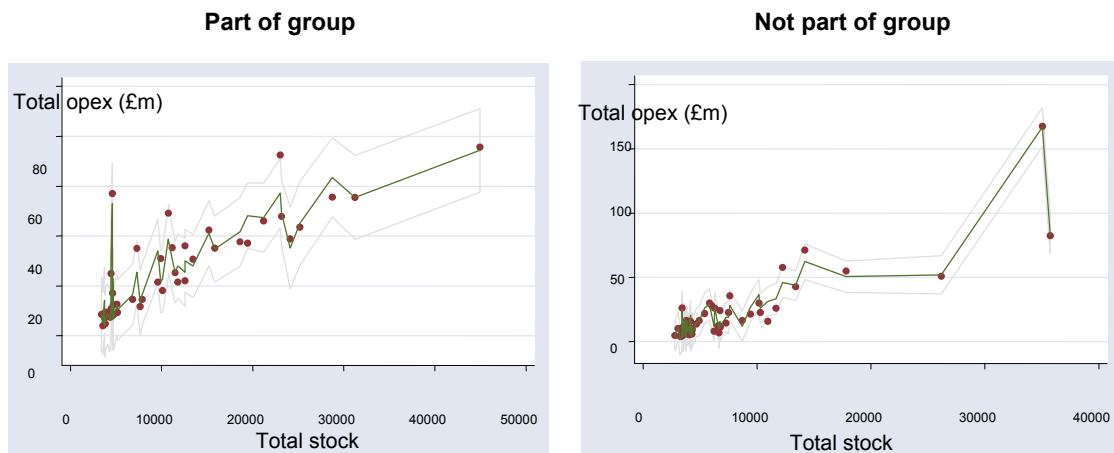 Part of group
Not part of group
Total opex (£m)
80
60
40
20
0
0 10000 20000 30000 40000 50000
Total stock
Total opex (£m)
150
100
50
0
0 10000 20000 30000 40000
Total stock